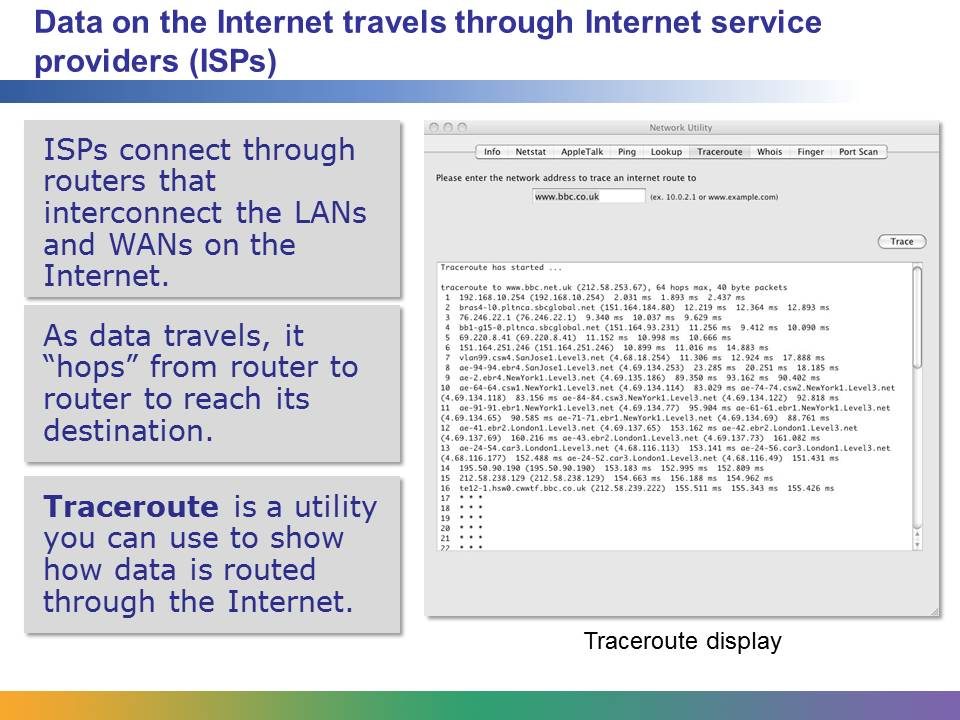 Data on the Internet travels through Internet service
providers (ISPs)
ISPs connect through
routers that
interconnect the LANs
and WANs on the
Internet.
As data travels, it
“hops” from router to
router to reach its
destination.
Traceroute is a utility
you can use to show
how data is routed
through the Internet.
Network Utility
Info Netstat AppleTalk Ping Lookup Traceroute Whois Finger Port Scan
Please enter the network address to trace an internet route to
www.bbc.co.uk (ex. 10.0.2.1 or www.example.com)
Trace
Traceroute has started ...
traceroute to www.bbc.net.uk (212.58.253.67), 64 hops max, 40 byte packets
1 192.168.10.254 (192.168.10.254) 2.031 ms 1.893 ms 2.437 ms
2 bras4-l0.pltnca.sbcglobal.net (151.164.184.80) 12.219 ms 12.364 ms 12.893 ms
3 76.246.22.1 (76.246.22.1) 9.340 ms 10.037 ms 9.629 ms
4 bb1-g15-0.pltnca.sbcglobal.net (151.164.93.231) 11.256 ms 9.412 ms 10.090 ms
5 69.220.8.41 (69.220.8.41) 11.152 ms 10.998 ms 10.666 ms
6 151.164.251.246 (151.164.251.246) 10.899 ms 11.016 ms 14.883 ms
7 vlan99.csw4.SanJose1.Level3.net (4.68.18.254) 11.306 ms 12.924 ms 17.888 ms
8 ae-94-94.ebr4.SanJose1.Level3.net (4.69.134.253) 23.285 ms 20.251 ms 18.185 ms
9 ae-2.ebr4.NewYork1.Level3.net (4.69.135.186) 89.350 ms 93.162 ms 90.402 ms
10 ae-64-64.csw1.NewYork1.Level3.net (4.69.134.114) 83.029 ms ae-74-74.csw2.NewYork1.Level3.net
(4.69.134.118) 83.156 ms ae-84-84.csw3.NewYork1.Level3.net (4.69.134.122) 92.818 ms
11 ae-91-91.ebr1.NewYork1.Level3.net (4.69.134.77) 95.904 ms ae-61-61.ebr1.NewYork1.Level3.net
(4.69.134.65) 90.585 ms ae-71-71.ebr1.NewYork1.Level3.net (4.69.134.69) 88.761 ms
12 ae-41.ebr2.London1.Level3.net (4.69.137.65) 153.162 ms ae-42.ebr2.London1.Level3.net
(4.69.137.69) 160.216 ms ae-43.ebr2.London1.Level3.net (4.69.137.73) 161.082 ms
13 ae-24-54.car3.London1.Level3.net (4.68.116.113) 153.141 ms ae-24-56.car3.London1.Level3.net
(4.68.116.177) 152.488 ms ae-24-52.car3.London1.Level3.net (4.68.116.49) 151.431 ms
14 195.50.90.190 (195.50.90.190) 153.183 ms 152.995 ms 152.809 ms
15 212.58.238.129 (212.58.238.129) 154.663 ms 156.188 ms 154.962 ms
16 te12-1.hsw0.cwwtf.bbc.co.uk (212.58.239.222) 155.511 ms 155.343 ms 155.426 ms
17 * * *
18 * * *
19 * * *
20 * * *
21 * * *
22 * * *
Traceroute display